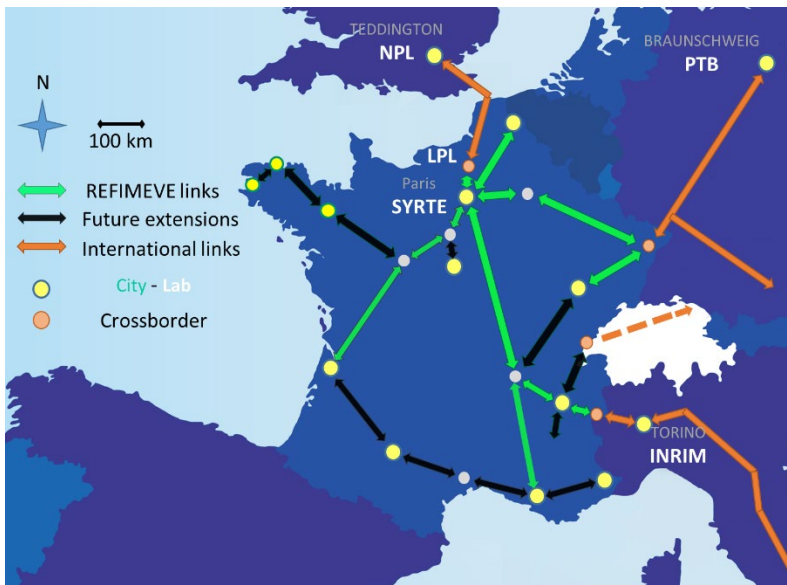 TEDDINGTON
NPL
BRAUNSCHWEIG
PTB
N
100 km
LPL
Paris
SYRTE
REFIMEVE links
Future extensions
International links
City - Lab
Crossborder
TORINO
INRIM